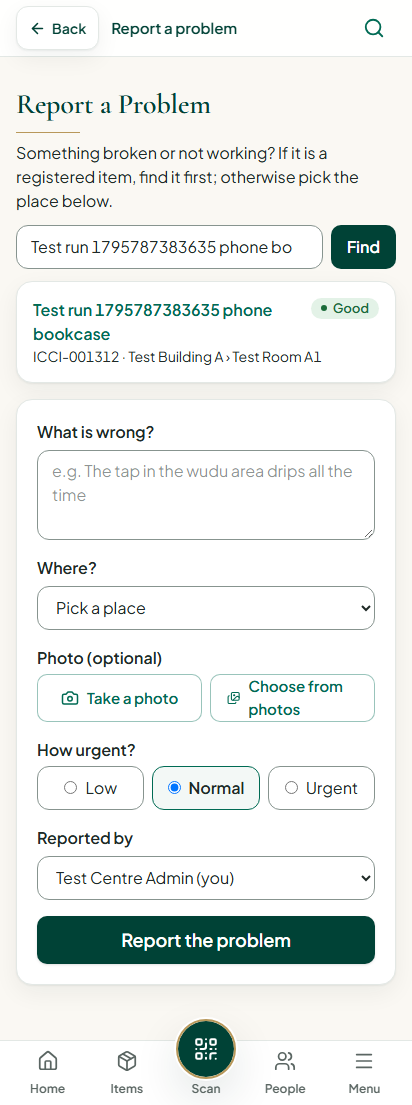 Back
Report a problem
Report a Problem
Something broken or not working? If it is a
registered item, find it first; otherwise pick the
place below.
Test run 1795787383635 phone bo
Find
Test run 1795787383635 phone
bookcase
Good
ICCI-001312 · Test Building A › Test Room A1
What is wrong?
e.g. The tap in the wudu area drips all the
time
Where?
Pick a place
Photo (optional)
Take a photo
Choose from
photos
How urgent?
Low
Normal
Urgent
Reported by
Test Centre Admin (you)
Report the problem
Home
Items
Scan
People
Menu